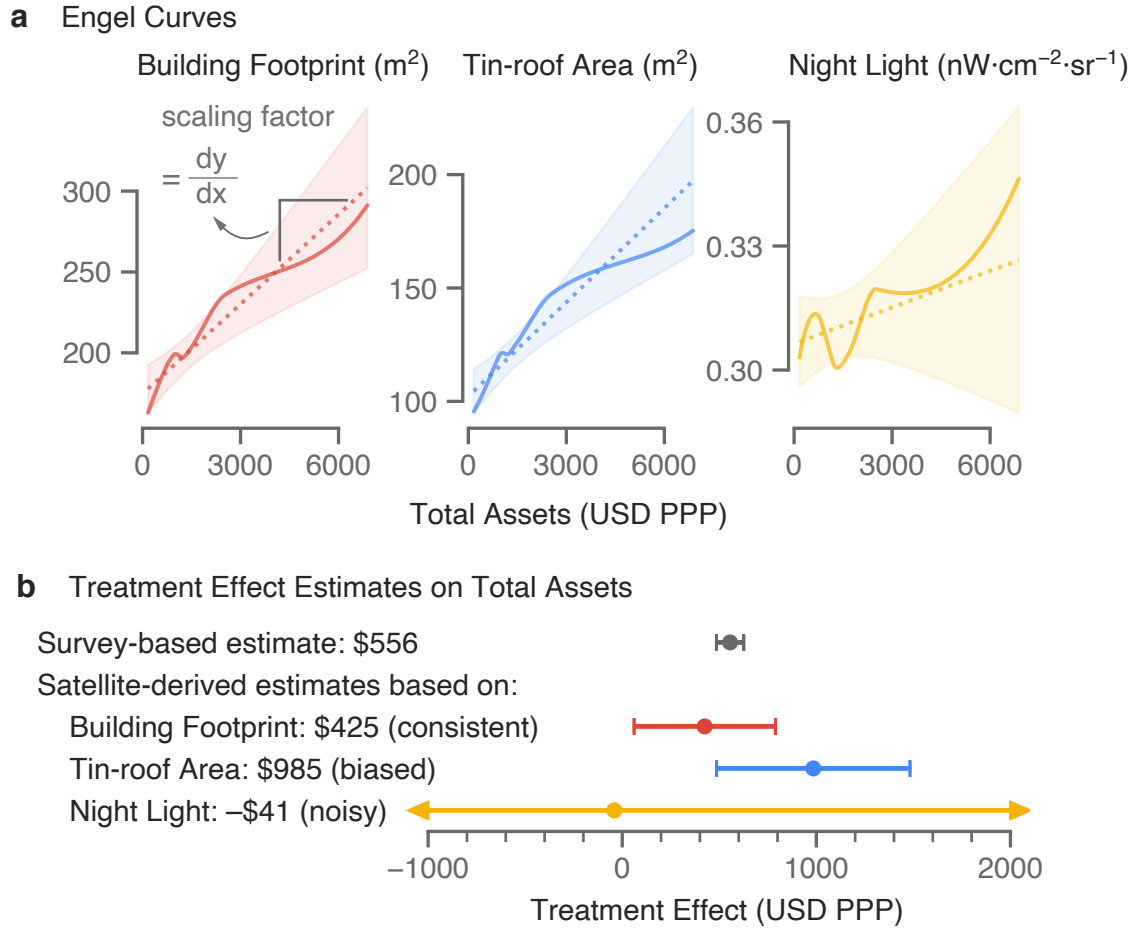 a Engel Curves
Building Footprint (m²)
Tin-roof Area (m²)
Night Light (nW·cm⁻²·sr⁻¹)
scaling factor
= dy
dx
300
250
200
0 3000 6000
200
150
100
0 3000 6000
0.36
0.33
0.30
0 3000 6000
Total Assets (USD PPP)
b Treatment Effect Estimates on Total Assets
Survey-based estimate: $556
Satellite-derived estimates based on:
Building Footprint: $425 (consistent)
Tin-roof Area: $985 (biased)
Night Light: –$41 (noisy)
−1000 0 1000 2000
Treatment Effect (USD PPP)